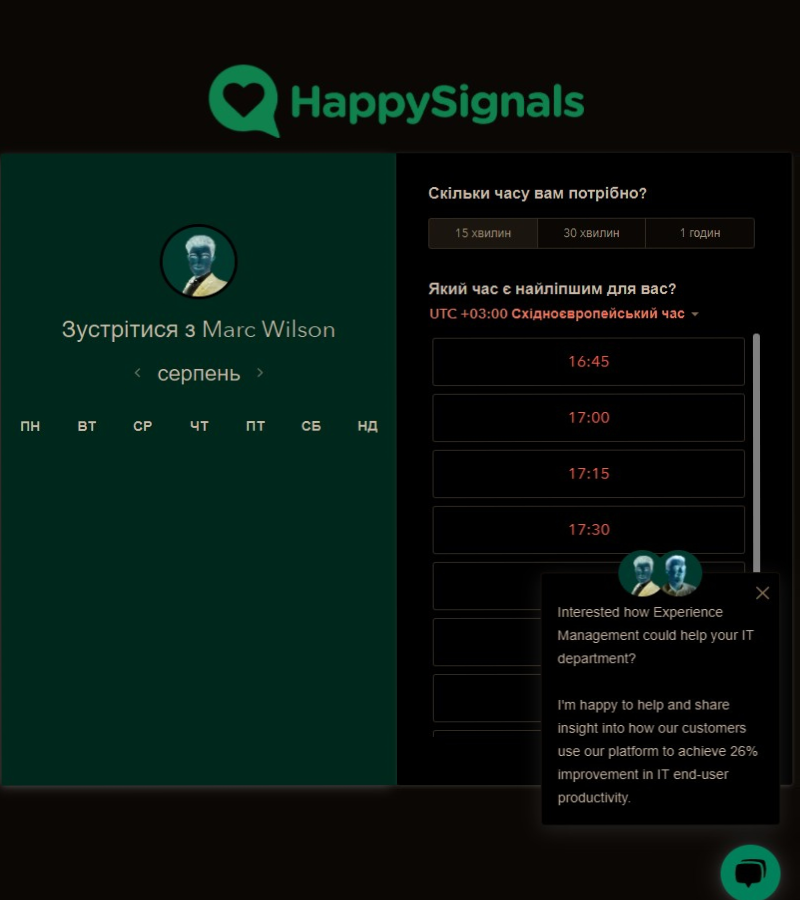 HappySignals
Зустрітися з Marc Wilson
серпень
ПН ВТ СР ЧТ ПТ СБ НД
Скільки часу вам потрібно?
15 хвилин 30 хвилин 1 годин
Який час є найліпшим для вас?
UTC +03:00 Східноєвропейський час
16:45
17:00
17:15
17:30
Interested how Experience
Management could help your IT
department?
I'm happy to help and share
insight into how our customers
use our platform to achieve 26%
improvement in IT end-user
productivity.